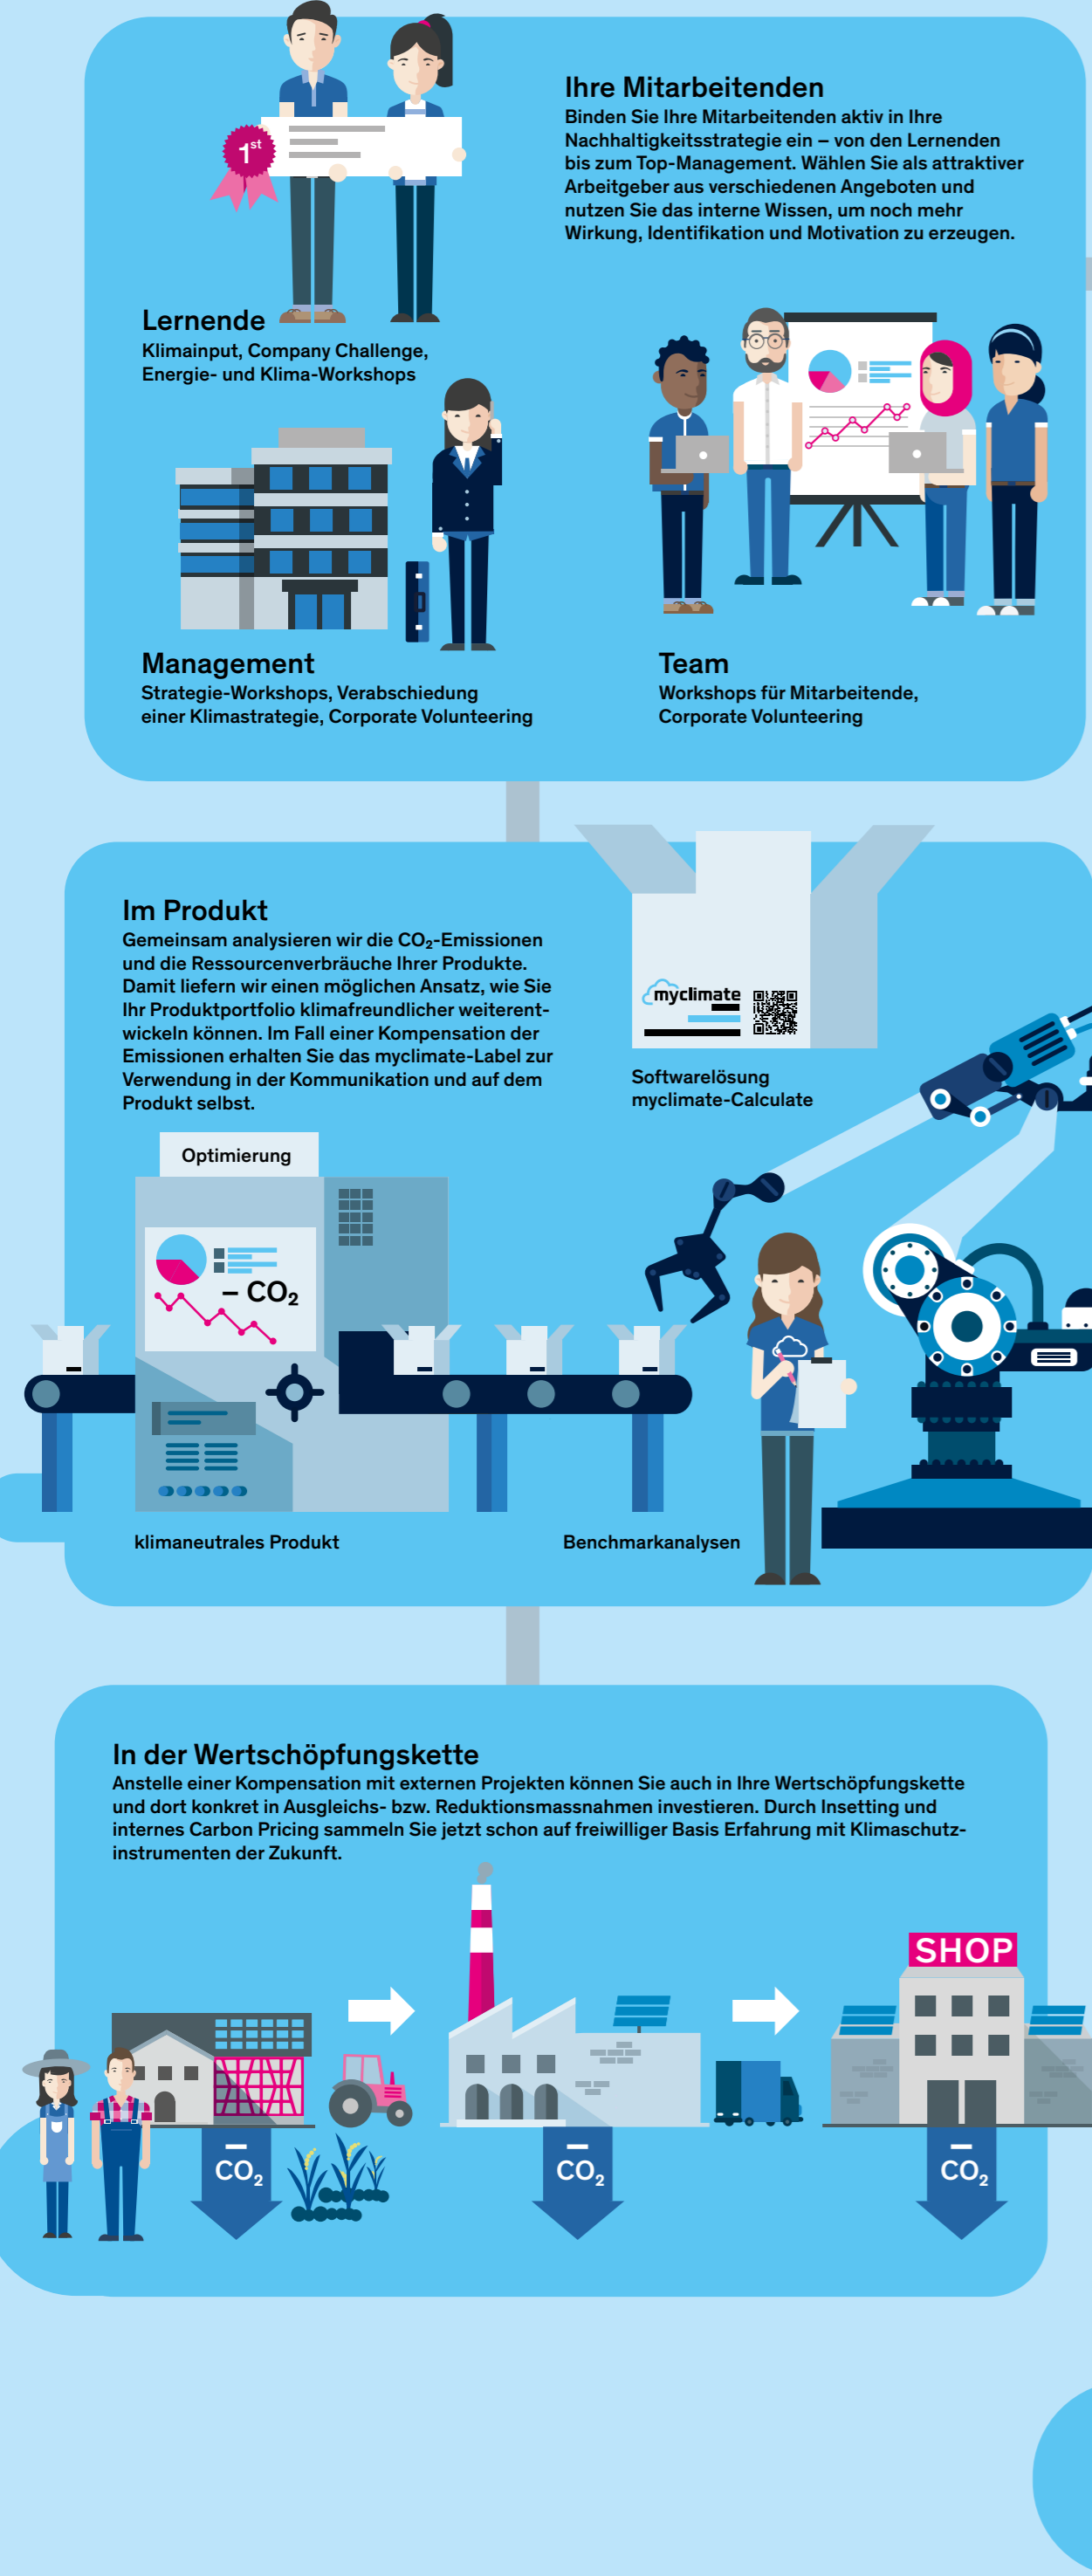 1st
Ihre Mitarbeitenden
Binden Sie Ihre Mitarbeitenden aktiv in Ihre
Nachhaltigkeitsstrategie ein – von den Lernenden
bis zum Top-Management. Wählen Sie als attraktiver
Arbeitgeber aus verschiedenen Angeboten und
nutzen Sie das interne Wissen, um noch mehr
Wirkung, Identifikation und Motivation zu erzeugen.
Lernende
Klimainput, Company Challenge,
Energie- und Klima-Workshops
Management
Strategie-Workshops, Verabschiedung
einer Klimastrategie, Corporate Volunteering
Team
Workshops für Mitarbeitende,
Corporate Volunteering
Im Produkt
Gemeinsam analysieren wir die CO₂-Emissionen
und die Ressourcenverbräuche Ihrer Produkte.
Damit liefern wir einen möglichen Ansatz, wie Sie
Ihr Produktportfolio klimafreundlicher weiterent-
wickeln können. Im Fall einer Kompensation der
Emissionen erhalten Sie das myclimate-Label zur
Verwendung in der Kommunikation und auf dem
Produkt selbst.
myclimate
Softwarelösung
myclimate-Calculate
Optimierung
– CO₂
klimaneutrales Produkt
Benchmarkanalysen
In der Wertschöpfungskette
Anstelle einer Kompensation mit externen Projekten können Sie auch in Ihre Wertschöpfungskette
und dort konkret in Ausgleichs- bzw. Reduktionsmassnahmen investieren. Durch Insetting und
internes Carbon Pricing sammeln Sie jetzt schon auf freiwilliger Basis Erfahrung mit Klimaschutz-
instrumenten der Zukunft.
SHOP
–
CO₂
–
CO₂
–
CO₂